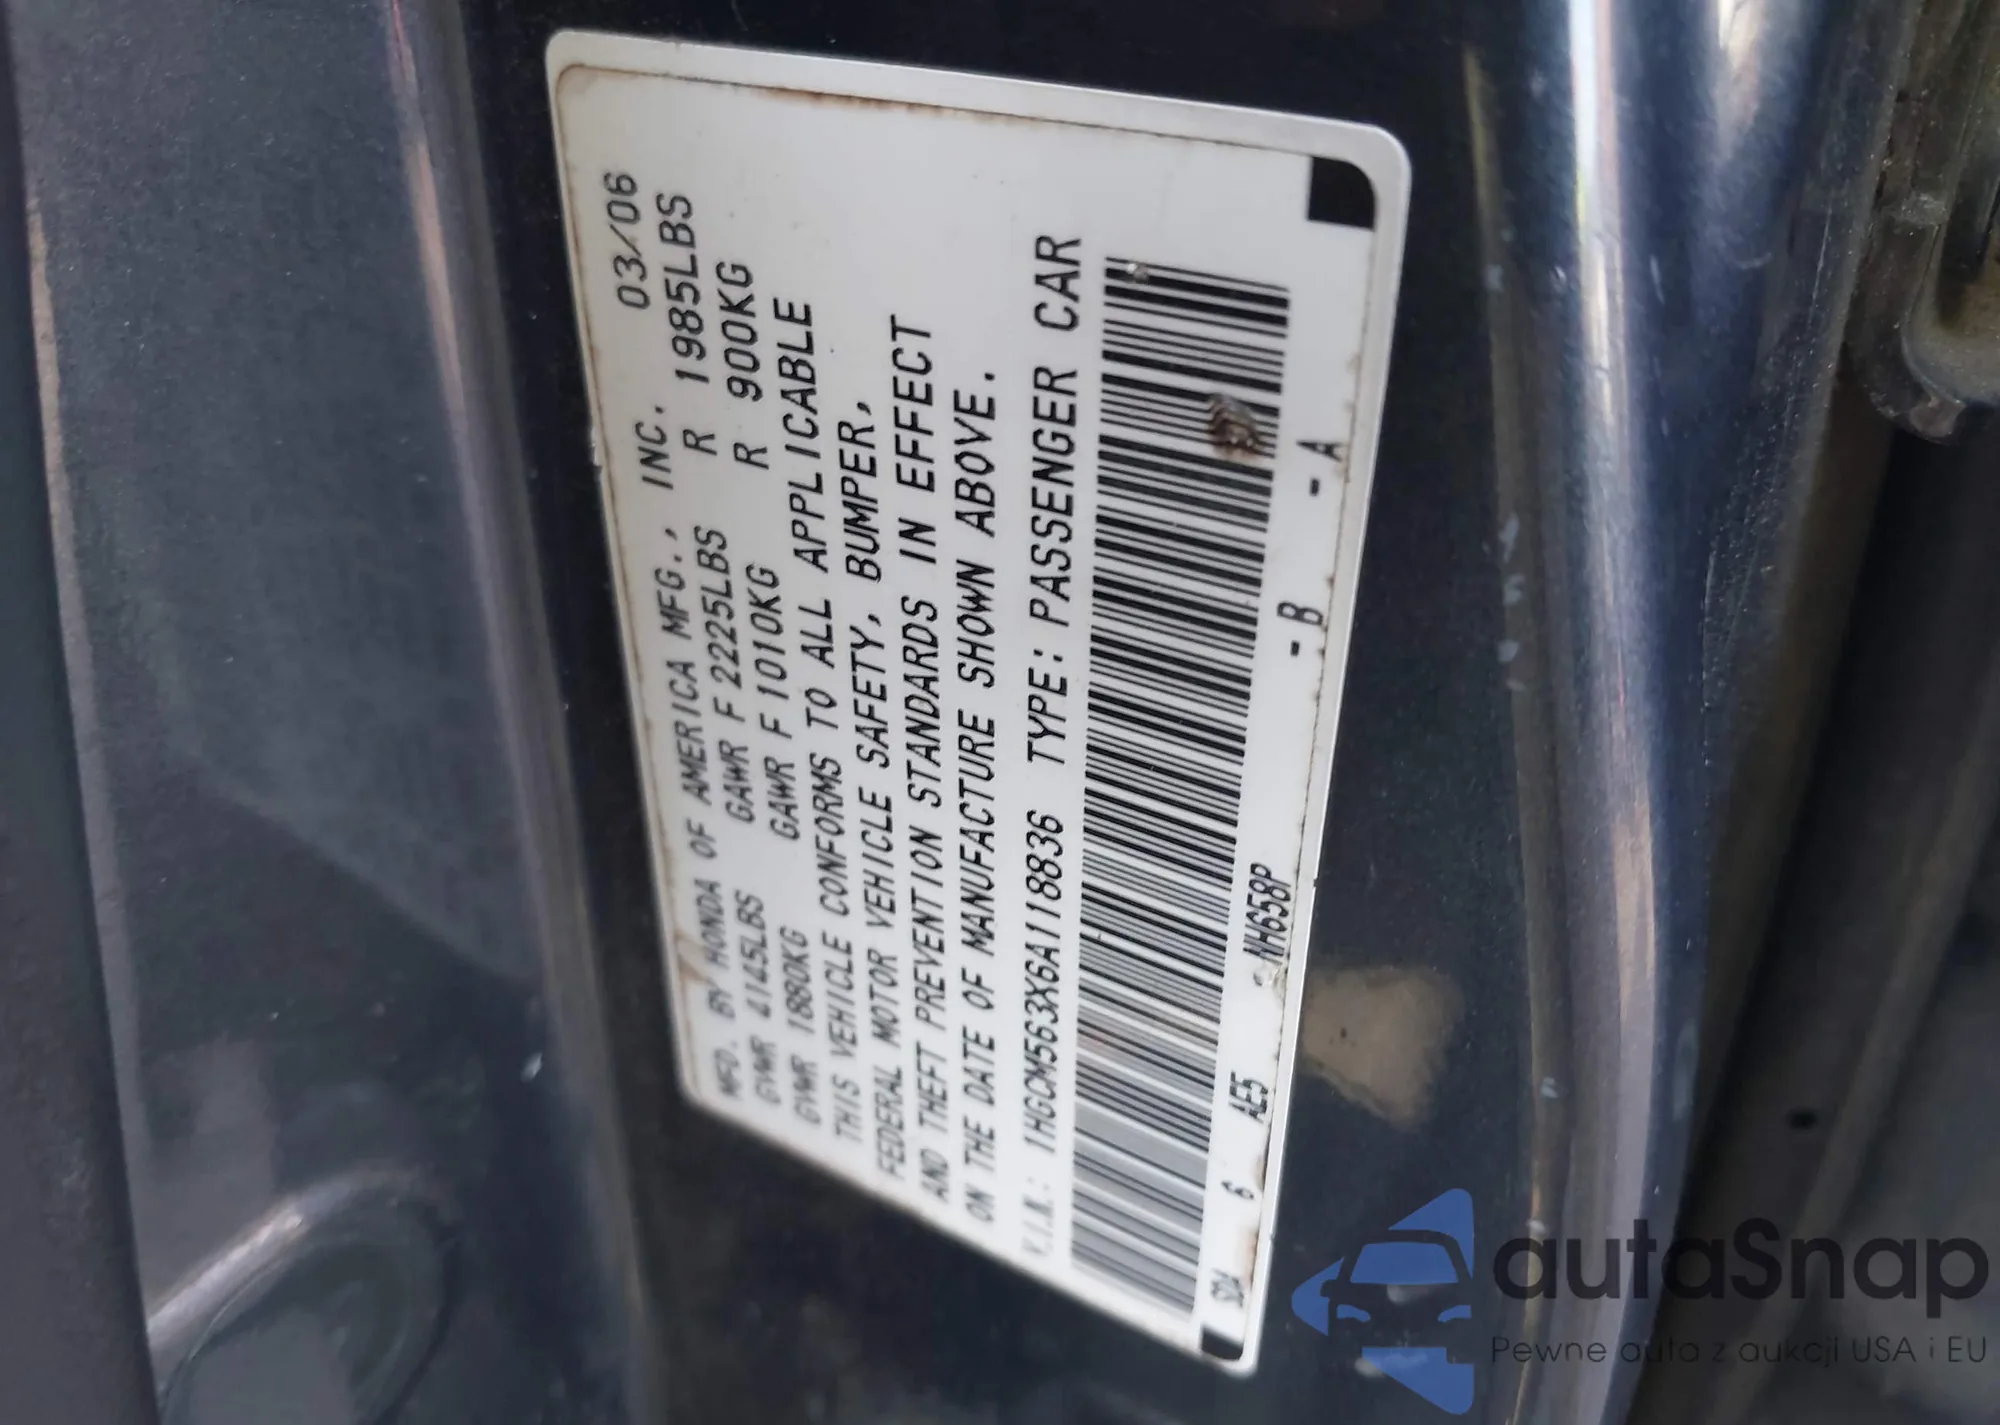 MFD. BY HONDA OF AMERICA MFG., INC. 03/06
GVWR 4145LBS GAWR F 2225LBS R 1985LBS
GVWR 1880KG GAWR F 1010KG R 900KG
THIS VEHICLE CONFORMS TO ALL APPLICABLE
FEDERAL MOTOR VEHICLE SAFETY, BUMPER,
AND THEFT PREVENTION STANDARDS IN EFFECT
ON THE DATE OF MANUFACTURE SHOWN ABOVE.
V.I.N.: 1HGCM563X6A118836 TYPE: PASSENGER CAR
SDA 6 AE5 NH658P -B -A
autaSnap
Pewne auta z aukcji USA i EU